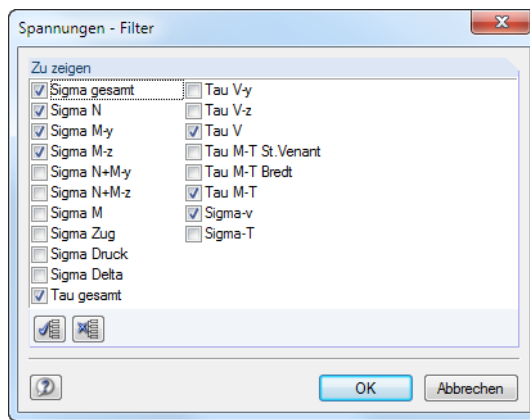 Spannungen - Filter
Zu zeigen
Sigma gesamt
Sigma N
Sigma M-y
Sigma M-z
Sigma N+M-y
Sigma N+M-z
Sigma M
Sigma Zug
Sigma Druck
Sigma Delta
Tau gesamt
Tau V-y
Tau V-z
Tau V
Tau M-T St.Venant
Tau M-T Bredt
Tau M-T
Sigma-v
Sigma-T
OK
Abbrechen